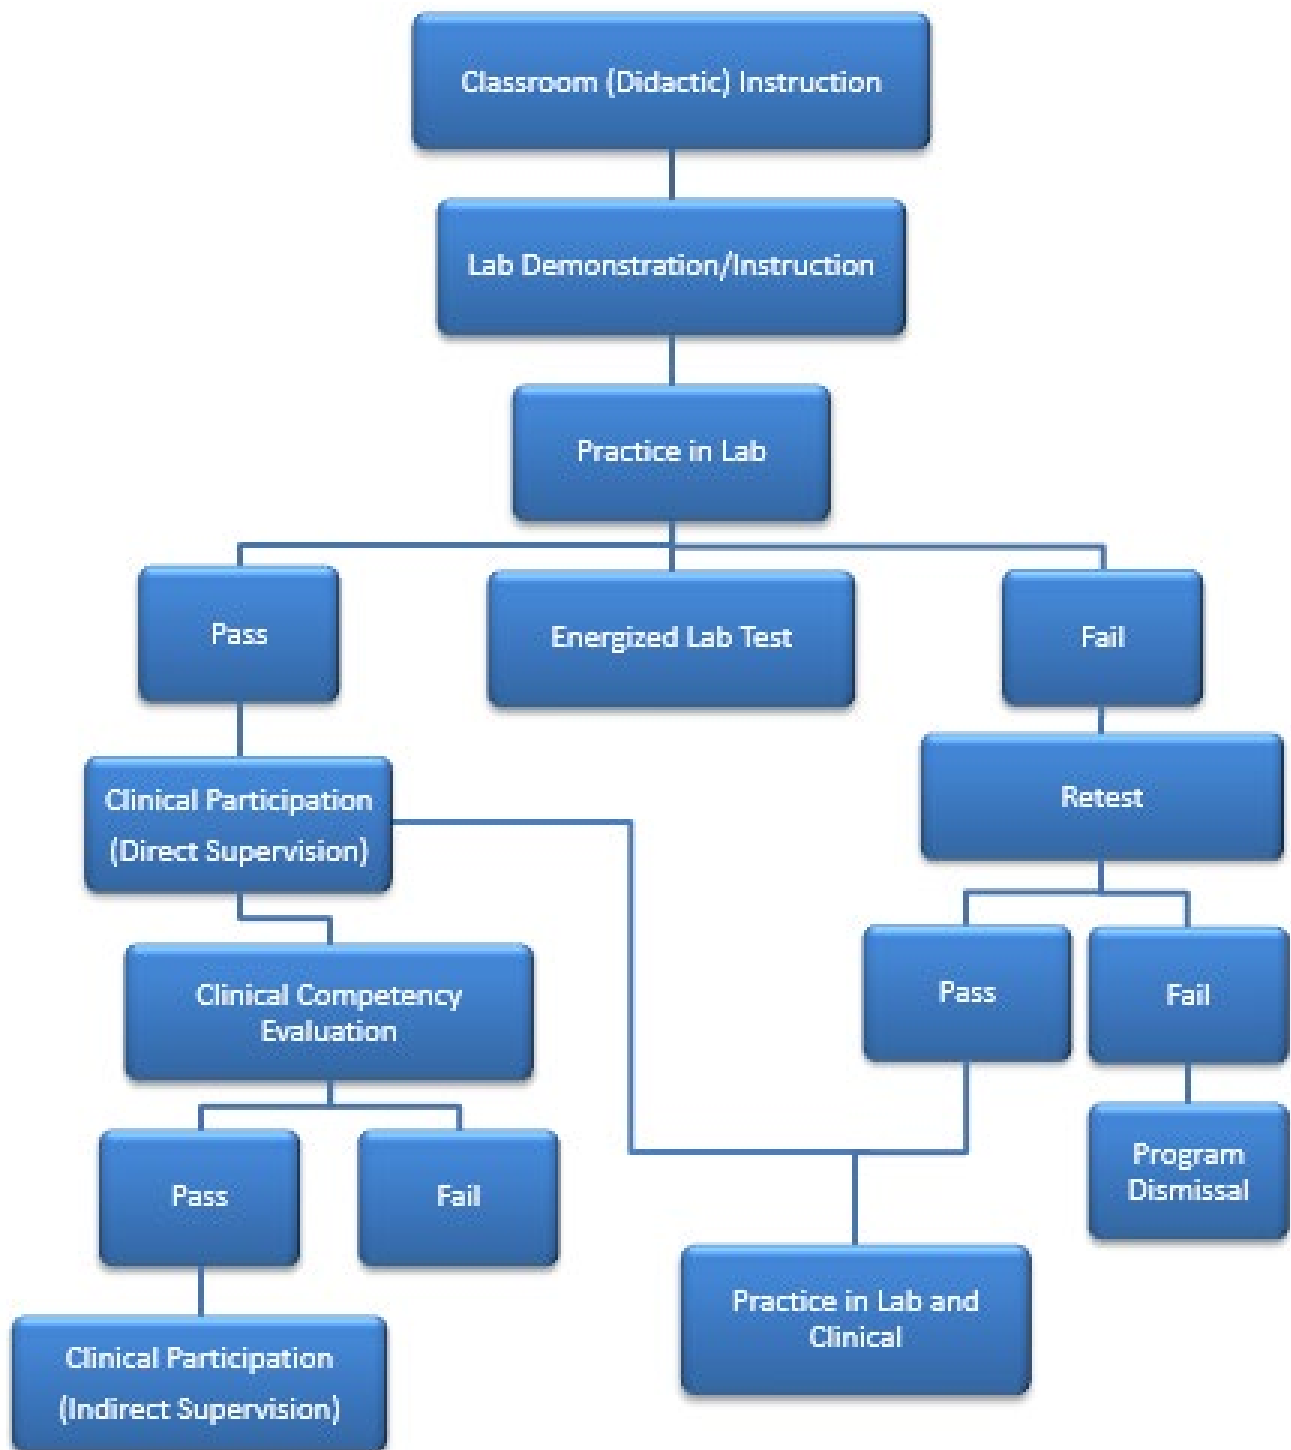 Classroom (Didactic) Instruction
Lab Demonstration/Instruction
Practice in Lab
Pass
Energized Lab Test
Fail
Clinical Participation
(Direct Supervision)
Retest
Clinical Competency
Evaluation
Pass
Fail
Pass
Fail
Program
Dismissal
Practice in Lab and
Clinical
Clinical Participation
(Indirect Supervision)